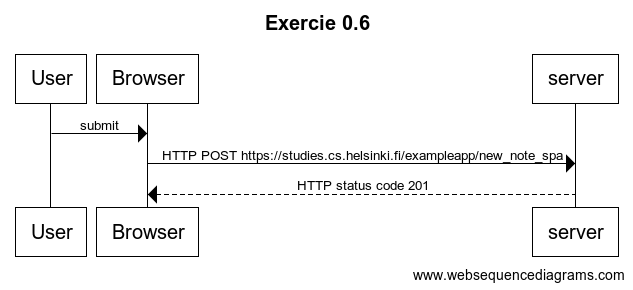 Exercie 0.6
User
Browser
server
submit
HTTP POST https://studies.cs.helsinki.fi/exampleapp/new_note_spa
HTTP status code 201
User
Browser
server
www.websequencediagrams.com